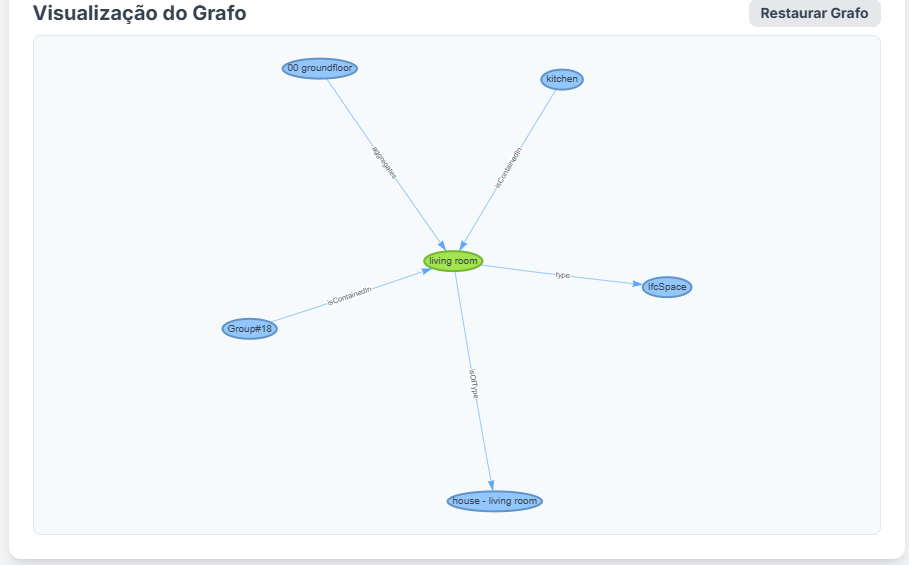 Visualização do Grafo
Restaurar Grafo
00 groundfloor
kitchen
aggregates
isContainedIn
living room
type
IfcSpace
isContainedIn
Group#18
isOfType
house - living room